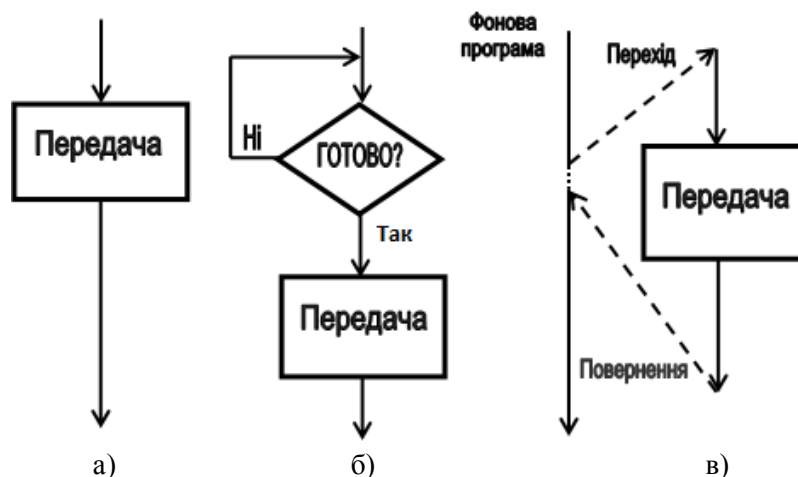 Передача
а)
Ні
ГОТОВО?
Так
Передача
б)
Фонова
програма
Перехід
Передача
Повернення
в)